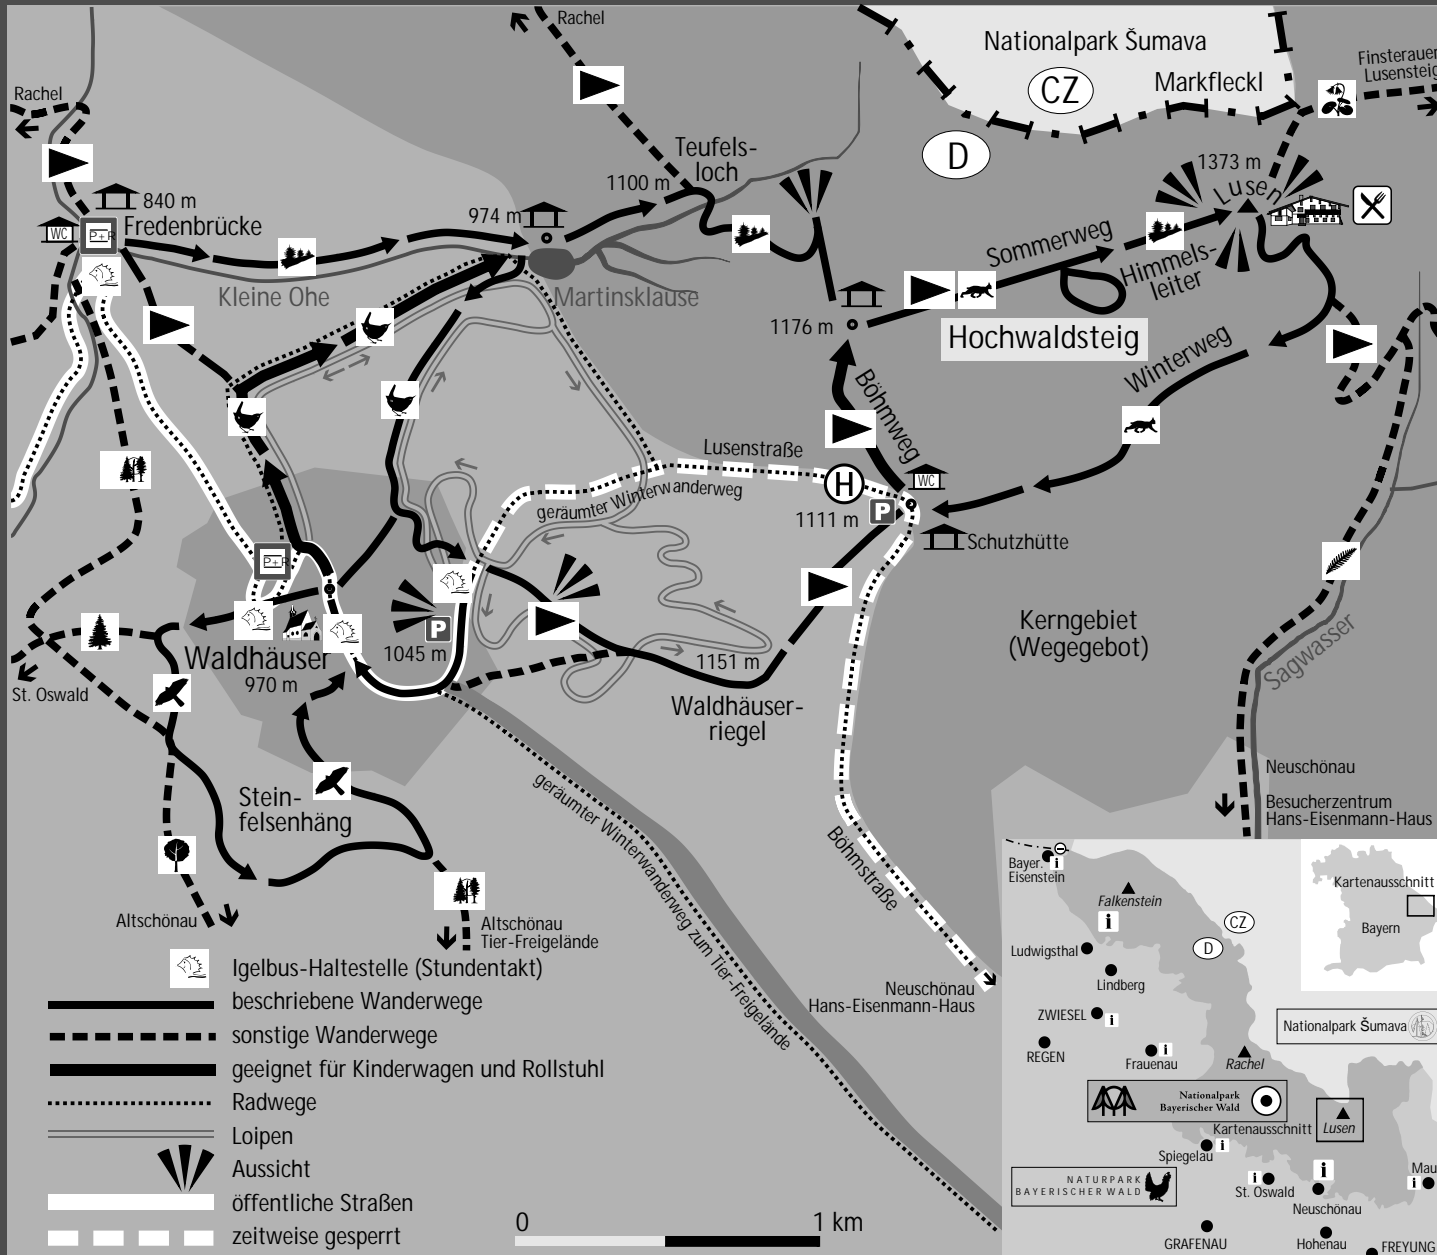 Rachel
Nationalpark Šumava
CZ
Markfleckl
Finsterauer
Lusensteig
Rachel
D
Teufels-
loch
1100 m
1373 m
Lusen
840 m
Fredenbrücke
WC
P+R
974 m
Sommerweg
Himmels-
leiter
Kleine Ohe
Martinsklause
1176 m
Hochwaldsteig
Winterweg
Böhmweg
Lusenstraße
geräumter Winterwanderweg
H
WC
P
1111 m
Schutzhütte
P+R
Kerngebiet
(Wegegebot)
Sagwasser
P
1045 m
Waldhäuser
970 m
St. Oswald
1151 m
Waldhäuser-
riegel
Stein-
felsenhäng
geräumter Winterwanderweg zum Tier-Freigelände
Böhmstraße
Neuschönau
Besucherzentrum
Hans-Eisenmann-Haus
Altschönau
Altschönau
Tier-Freigelände
Neuschönau
Hans-Eisenmann-Haus
Igelbus-Haltestelle (Stundentakt)
beschriebene Wanderwege
sonstige Wanderwege
geeignet für Kinderwagen und Rollstuhl
Radwege
Loipen
Aussicht
öffentliche Straßen
zeitweise gesperrt
0
1 km
Bayer.
Eisenstein
i
Falkenstein
i
CZ
D
Ludwigsthal
Lindberg
ZWIESEL
i
REGEN
Frauenau
i
Rachel
Kartenausschnitt
Bayern
Nationalpark Šumava
Nationalpark
Bayerischer Wald
Kartenausschnitt
Lusen
Spiegelau
i
NATURPARK
BAYERISCHER WALD
i
St. Oswald
i
Neuschönau
Mau
i
GRAFENAU
Hohenau
FREYUNG